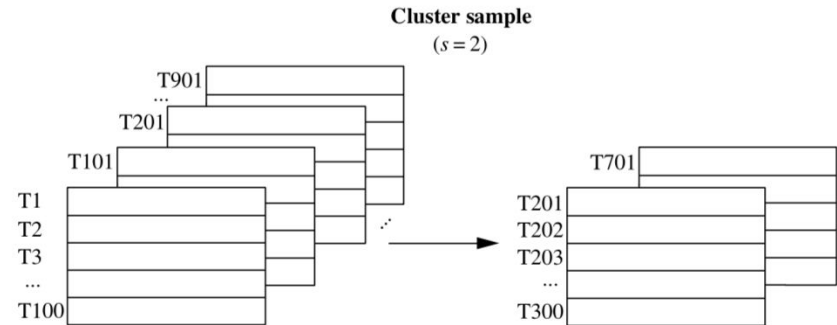 Cluster sample
(s = 2)
T901
...
T201
T101
T1
T2
T3
...
T100
...
T701
T201
T202
T203
...
T300